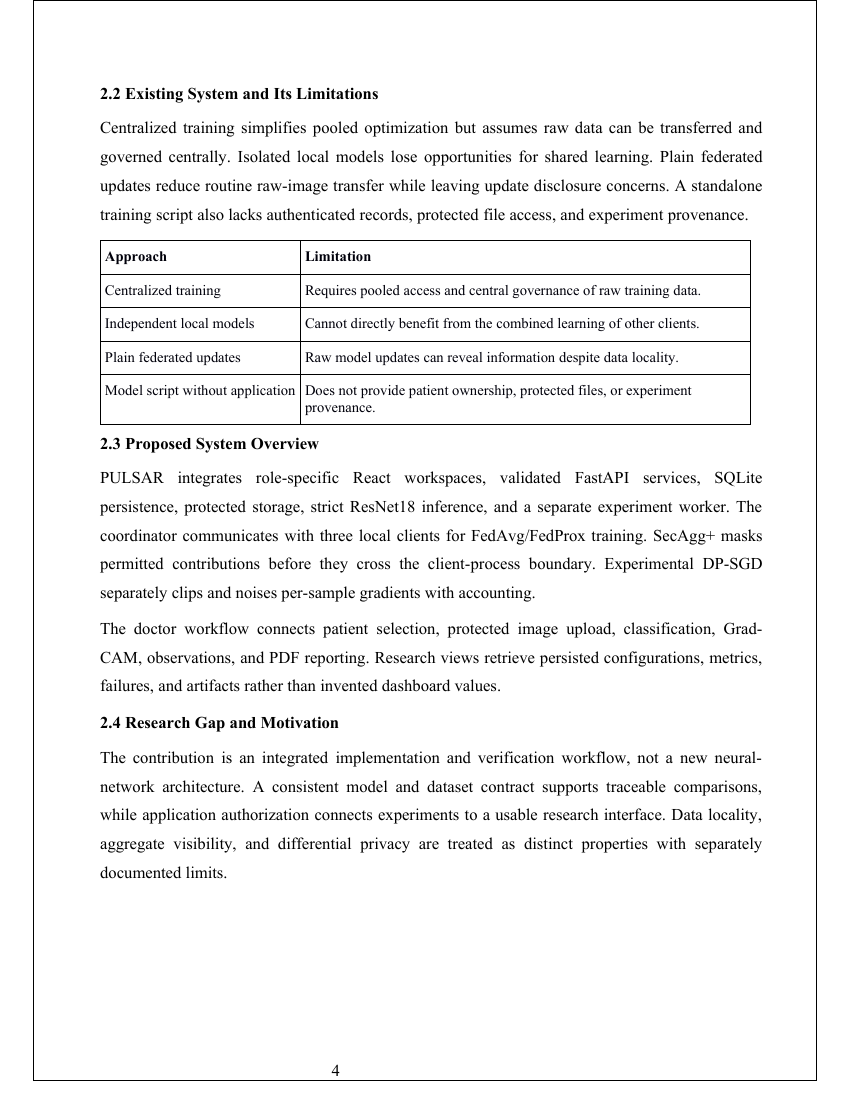 2.2 Existing System and Its Limitations
Centralized training simplifies pooled optimization but assumes raw data can be transferred and
governed centrally. Isolated local models lose opportunities for shared learning. Plain federated
updates reduce routine raw-image transfer while leaving update disclosure concerns. A standalone
training script also lacks authenticated records, protected file access, and experiment provenance.
Approach Limitation
Centralized training Requires pooled access and central governance of raw training data.
Independent local models Cannot directly benefit from the combined learning of other clients.
Plain federated updates Raw model updates can reveal information despite data locality.
Model script without application Does not provide patient ownership, protected files, or experiment
provenance.
2.3 Proposed System Overview
PULSAR integrates role-specific React workspaces, validated FastAPI services, SQLite
persistence, protected storage, strict ResNet18 inference, and a separate experiment worker. The
coordinator communicates with three local clients for FedAvg/FedProx training. SecAgg+ masks
permitted contributions before they cross the client-process boundary. Experimental DP-SGD
separately clips and noises per-sample gradients with accounting.
The doctor workflow connects patient selection, protected image upload, classification, Grad-
CAM, observations, and PDF reporting. Research views retrieve persisted configurations, metrics,
failures, and artifacts rather than invented dashboard values.
2.4 Research Gap and Motivation
The contribution is an integrated implementation and verification workflow, not a new neural-
network architecture. A consistent model and dataset contract supports traceable comparisons,
while application authorization connects experiments to a usable research interface. Data locality,
aggregate visibility, and differential privacy are treated as distinct properties with separately
documented limits.
4